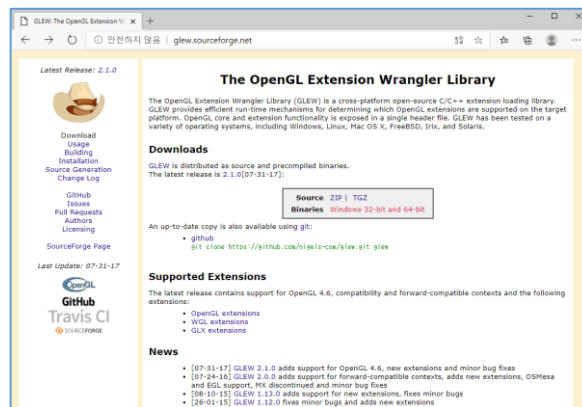 GLEW: The OpenGL Extension Wr
안전하지 않음 | glew.sourceforge.net
Latest Release: 2.1.0
Download
Usage
Building
Installation
Source Generation
Change Log
GitHub
Issues
Pull Requests
Authors
Licensing
SourceForge Page
Last Update: 07-31-17
OpenGL
GitHub
Travis CI
SOURCEFORGE
The OpenGL Extension Wrangler Library
The OpenGL Extension Wrangler Library (GLEW) is a cross-platform open-source C/C++ extension loading library.
GLEW provides efficient run-time mechanisms for determining which OpenGL extensions are supported on the target
platform. OpenGL core and extension functionality is exposed in a single header file. GLEW has been tested on a
variety of operating systems, including Windows, Linux, Mac OS X, FreeBSD, Irix, and Solaris.
Downloads
GLEW is distributed as source and precompiled binaries.
The latest release is 2.1.0[07-31-17]:
Source ZIP | TGZ
Binaries Windows 32-bit and 64-bit
An up-to-date copy is also available using git:
• github
git clone https://github.com/nigels-com/glew.git glew
Supported Extensions
The latest release contains support for OpenGL 4.6, compatibility and forward-compatible contexts and the following
extensions:
• OpenGL extensions
• WGL extensions
• GLX extensions
News
• [07-31-17] GLEW 2.1.0 adds support for OpenGL 4.6, new extensions and minor bug fixes
• [07-24-16] GLEW 2.0.0 adds support for forward-compatible contexts, adds new extensions, OSMesa
and EGL support, MX discontinued and minor bug fixes
• [08-10-15] GLEW 1.13.0 adds support for new extensions, fixes minor bugs
• [26-01-15] GLEW 1.12.0 fixes minor bugs and adds new extensions